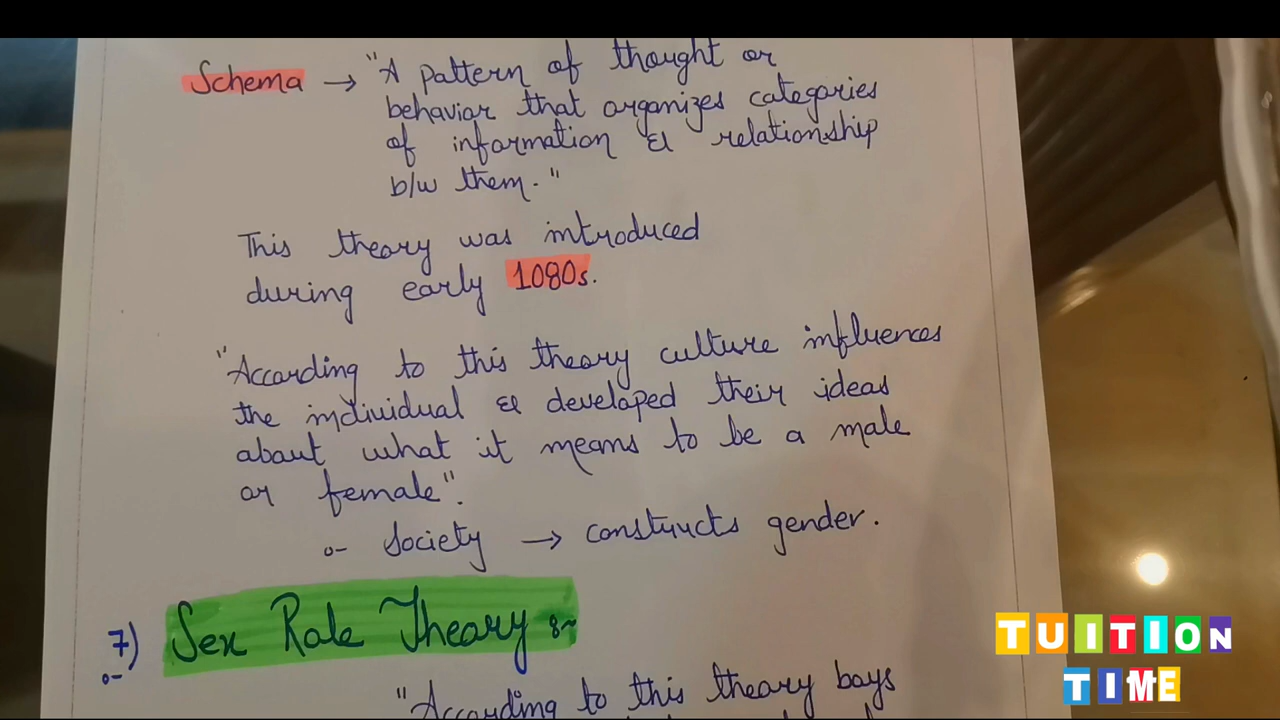 Schema → "A pattern of thought or
behavior that organizes categories
of information & relationship
b/w them."
This theory was introduced
during early 1080s.
"According to this theory culture influences
the individual & developed their ideas
about what it means to be a male
or female".
Society → constructs gender.
7) Sex Role Theory :-
"According to this theory boys
TUITION
TIME